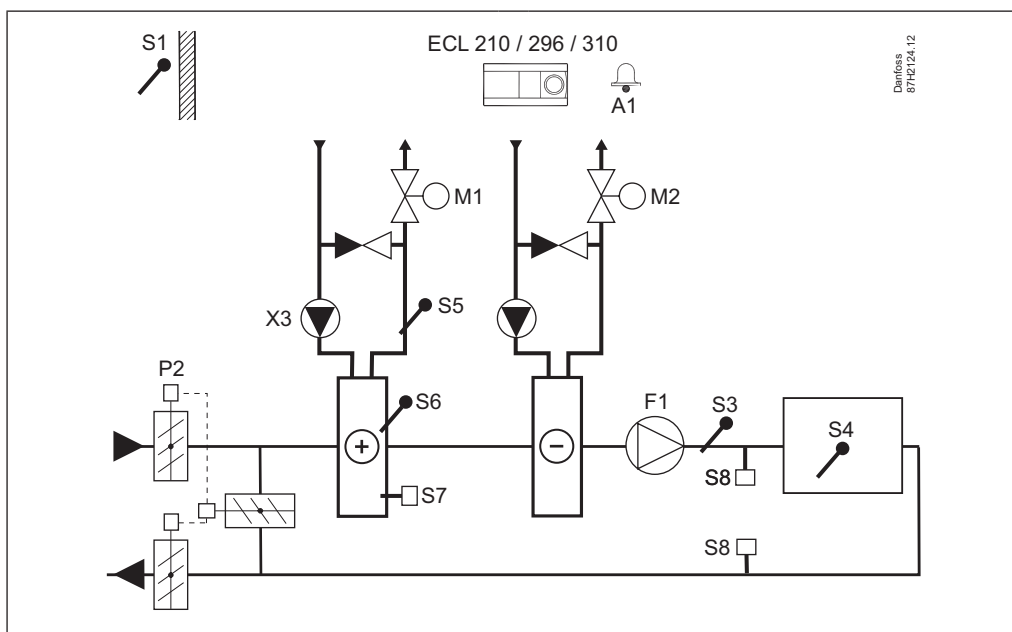 S1
ECL 210 / 296 / 310
A1
Danfoss
87H2124.12
M1
M2
X3
S5
P2
S6
F1
S3
S4
S8
S7
S8